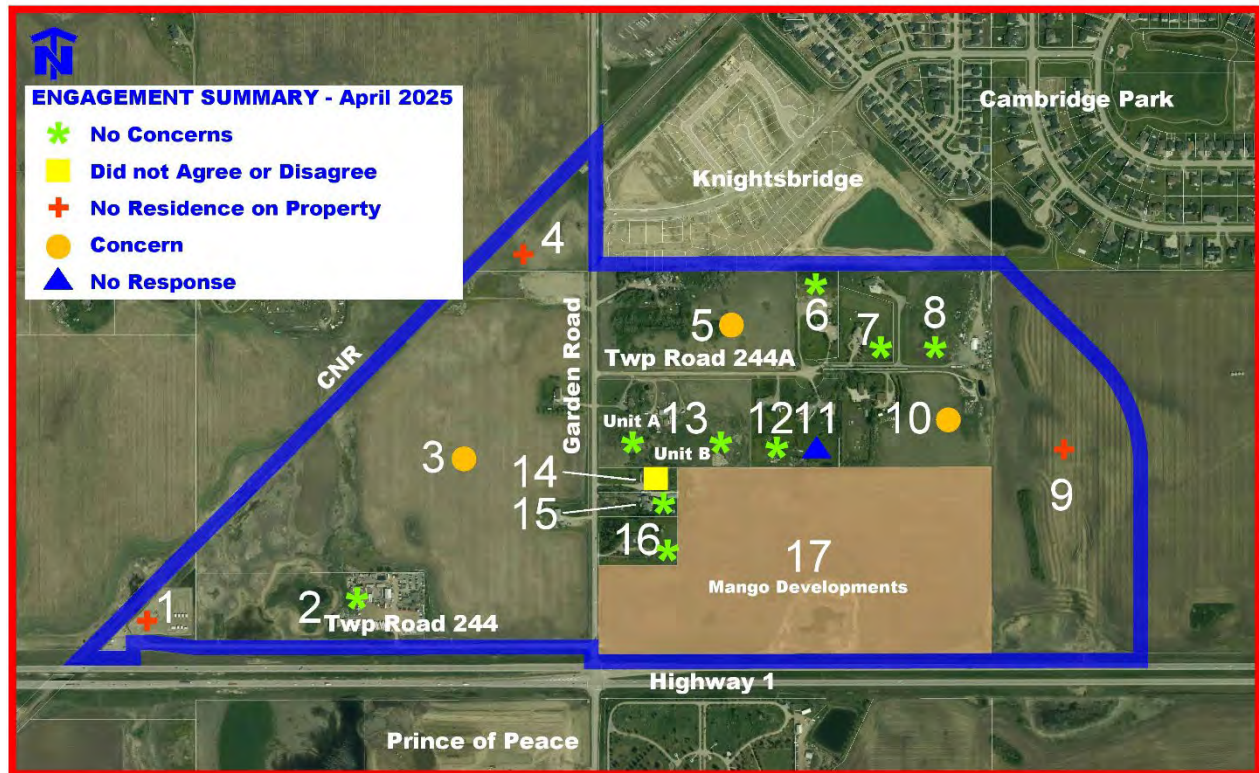 N
ENGAGEMENT SUMMARY - April 2025
No Concerns
Did not Agree or Disagree
No Residence on Property
Concern
No Response
Cambridge Park
Knightsbridge
4
CNR
Garden Road
5
6
7
8
Twp Road 244A
3
Unit A
13
Unit B
12
11
10
9
14
15
16
17
Mango Developments
1
2
Twp Road 244
Highway 1
Prince of Peace